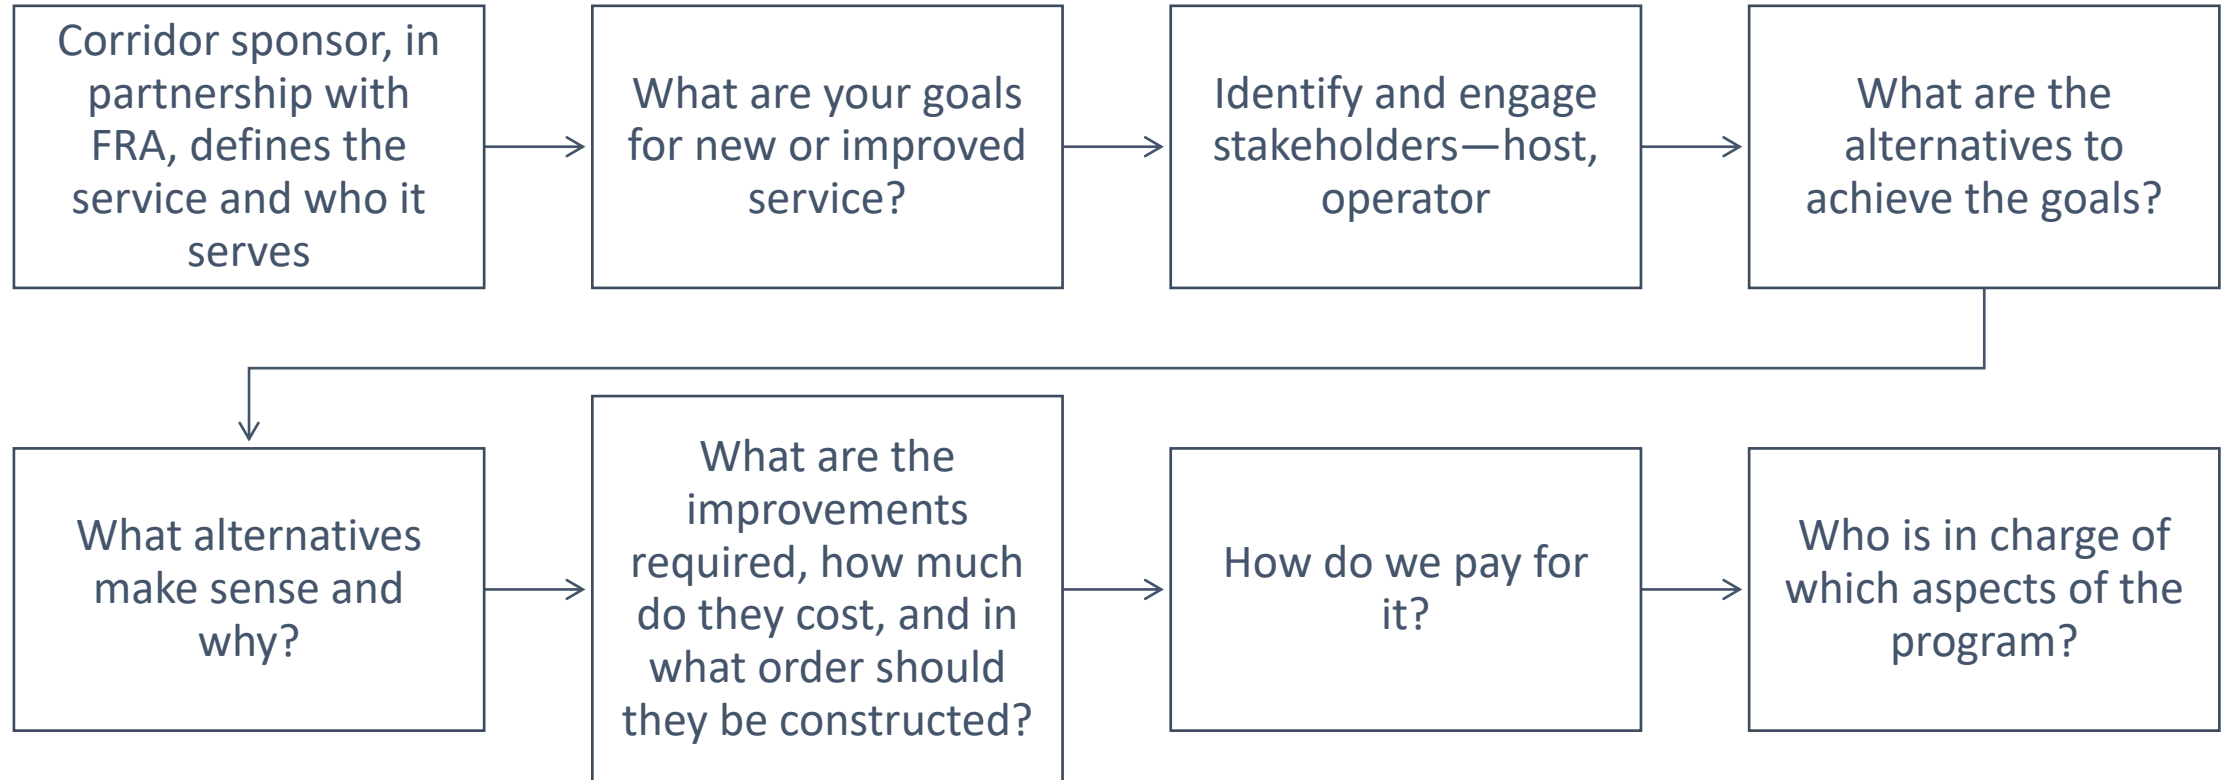 Corridor sponsor, in
partnership with
FRA, defines the
service and who it
serves
What are your goals
for new or improved
service?
Identify and engage
stakeholders—host,
operator
What are the
alternatives to
achieve the goals?
What alternatives
make sense and
why?
What are the
improvements
required, how much
do they cost, and in
what order should
they be constructed?
How do we pay for
it?
Who is in charge of
which aspects of the
program?